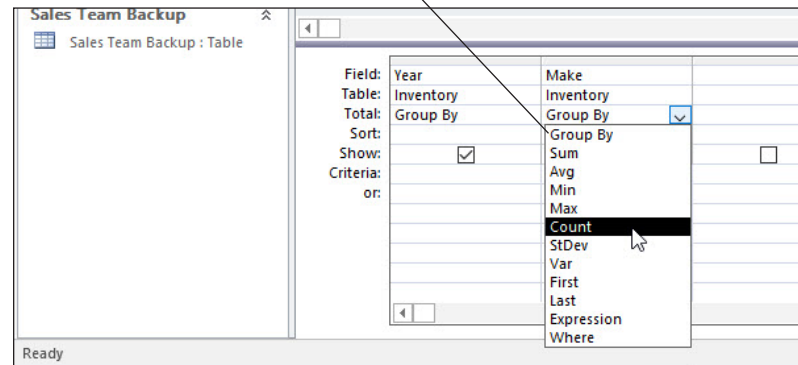 Sales Team Backup
Sales Team Backup : Table
Field: Year Make
Table: Inventory Inventory
Total: Group By Group By
Sort:
Show:
Criteria:
or:
Group By
Sum
Avg
Min
Max
Count
StDev
Var
First
Last
Expression
Where
Ready